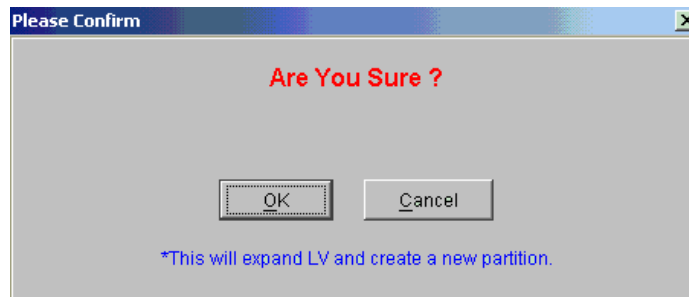 Please Confirm
Are You Sure ?
OK
Cancel
*This will expand LV and create a new partition.